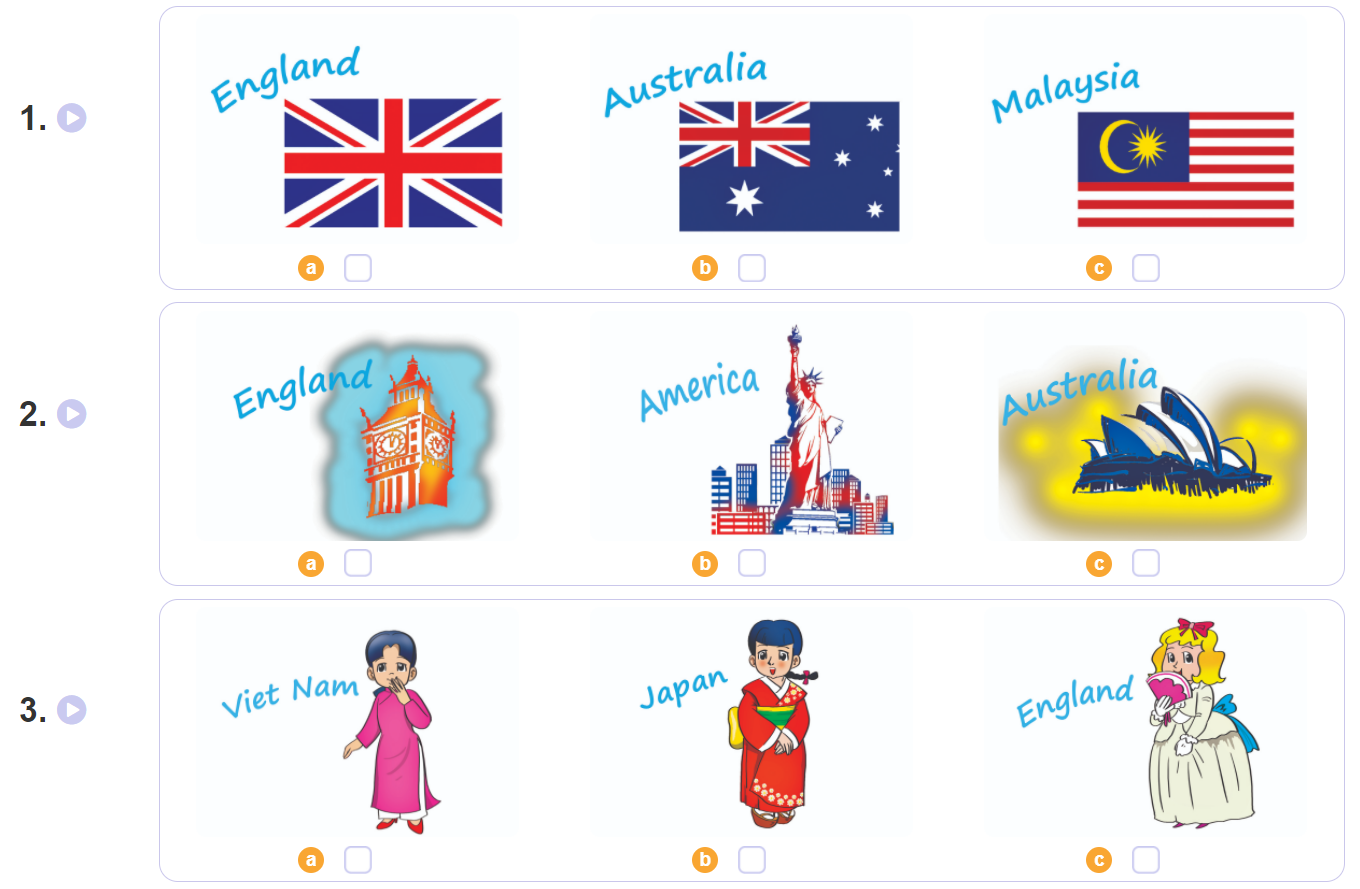 1.
England
Australia
Malaysia
a
b
c
2.
England
America
Australia
a
b
c
3.
Viet Nam
Japan
England
a
b
c